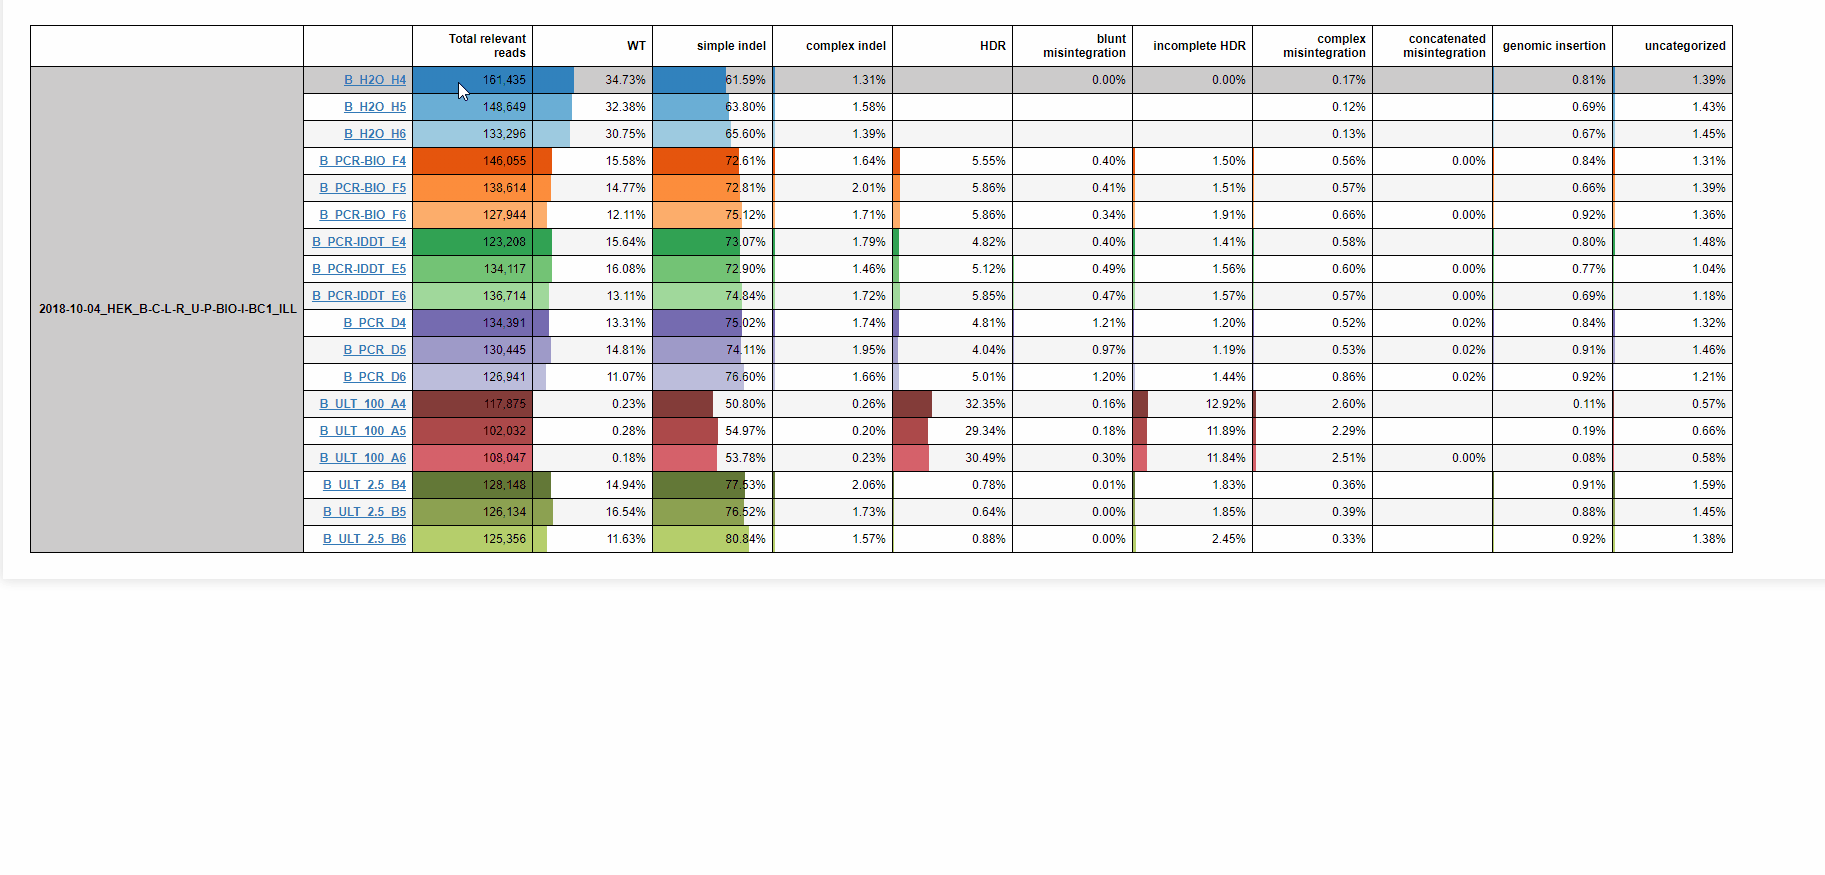 Total relevant reads WT simple indel complex indel HDR blunt misintegration incomplete HDR complex misintegration concatenated misintegration genomic insertion uncategorized
B_H2O_H4 161,435 34.73% 61.59% 1.31% 0.00% 0.00% 0.17% 0.81% 1.39%
B_H2O_H5 148,649 32.38% 63.80% 1.58% 0.12% 0.69% 1.43%
B_H2O_H6 133,296 30.75% 65.60% 1.39% 0.13% 0.67% 1.45%
B_PCR-BIO_F4 146,055 15.58% 72.61% 1.64% 5.55% 0.40% 1.50% 0.56% 0.00% 0.84% 1.31%
B_PCR-BIO_F5 138,614 14.77% 72.81% 2.01% 5.86% 0.41% 1.51% 0.57% 0.66% 1.39%
B_PCR-BIO_F6 127,944 12.11% 75.12% 1.71% 5.86% 0.34% 1.91% 0.66% 0.00% 0.92% 1.36%
B_PCR-IDDT_E4 123,208 15.64% 73.07% 1.79% 4.82% 0.40% 1.41% 0.58% 0.80% 1.48%
B_PCR-IDDT_E5 134,117 16.08% 72.90% 1.46% 5.12% 0.49% 1.56% 0.60% 0.00% 0.77% 1.04%
B_PCR-IDDT_E6 136,714 13.11% 74.84% 1.72% 5.85% 0.47% 1.57% 0.57% 0.00% 0.69% 1.18%
2018-10-04_HEK_B-C-L-R_U-P-BIO-I-BC1_ILL
B_PCR_D4 134,391 13.31% 75.02% 1.74% 4.81% 1.21% 1.20% 0.52% 0.02% 0.84% 1.32%
B_PCR_D5 130,445 14.81% 74.11% 1.95% 4.04% 0.97% 1.19% 0.53% 0.02% 0.91% 1.46%
B_PCR_D6 126,941 11.07% 76.60% 1.66% 5.01% 1.20% 1.44% 0.86% 0.02% 0.92% 1.21%
B_ULT_100_A4 117,875 0.23% 50.80% 0.26% 32.35% 0.16% 12.92% 2.60% 0.11% 0.57%
B_ULT_100_A5 102,032 0.28% 54.97% 0.20% 29.34% 0.18% 11.89% 2.29% 0.19% 0.66%
B_ULT_100_A6 108,047 0.18% 53.78% 0.23% 30.49% 0.30% 11.84% 2.51% 0.00% 0.08% 0.58%
B_ULT_2.5_B4 128,148 14.94% 77.53% 2.06% 0.78% 0.01% 1.83% 0.36% 0.91% 1.59%
B_ULT_2.5_B5 126,134 16.54% 76.52% 1.73% 0.64% 0.00% 1.85% 0.39% 0.88% 1.45%
B_ULT_2.5_B6 125,356 11.63% 80.84% 1.57% 0.88% 0.00% 2.45% 0.33% 0.92% 1.38%